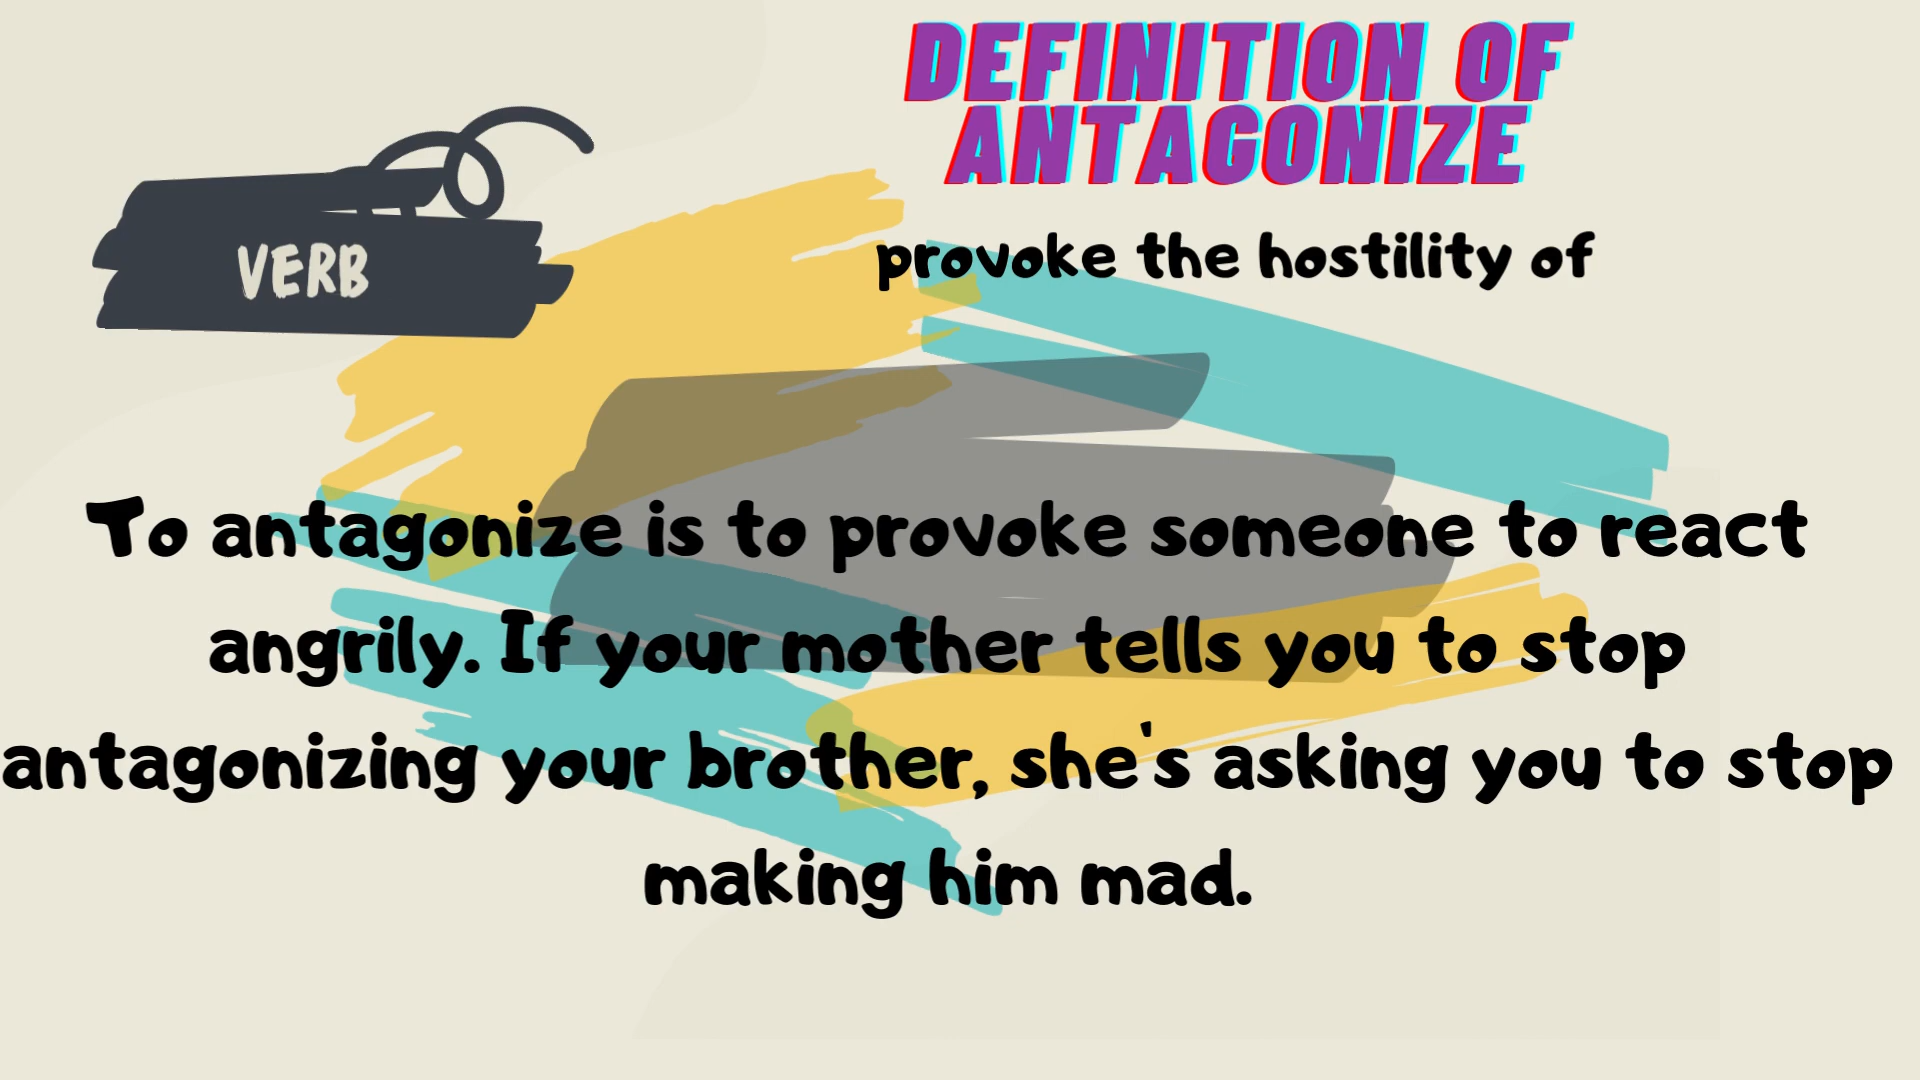 DEFINITION OF
ANTAGONIZE
VERB
provoke the hostility of
To antagonize is to provoke someone to react
angrily. If your mother tells you to stop
antagonizing your brother, she's asking you to stop
making him mad.